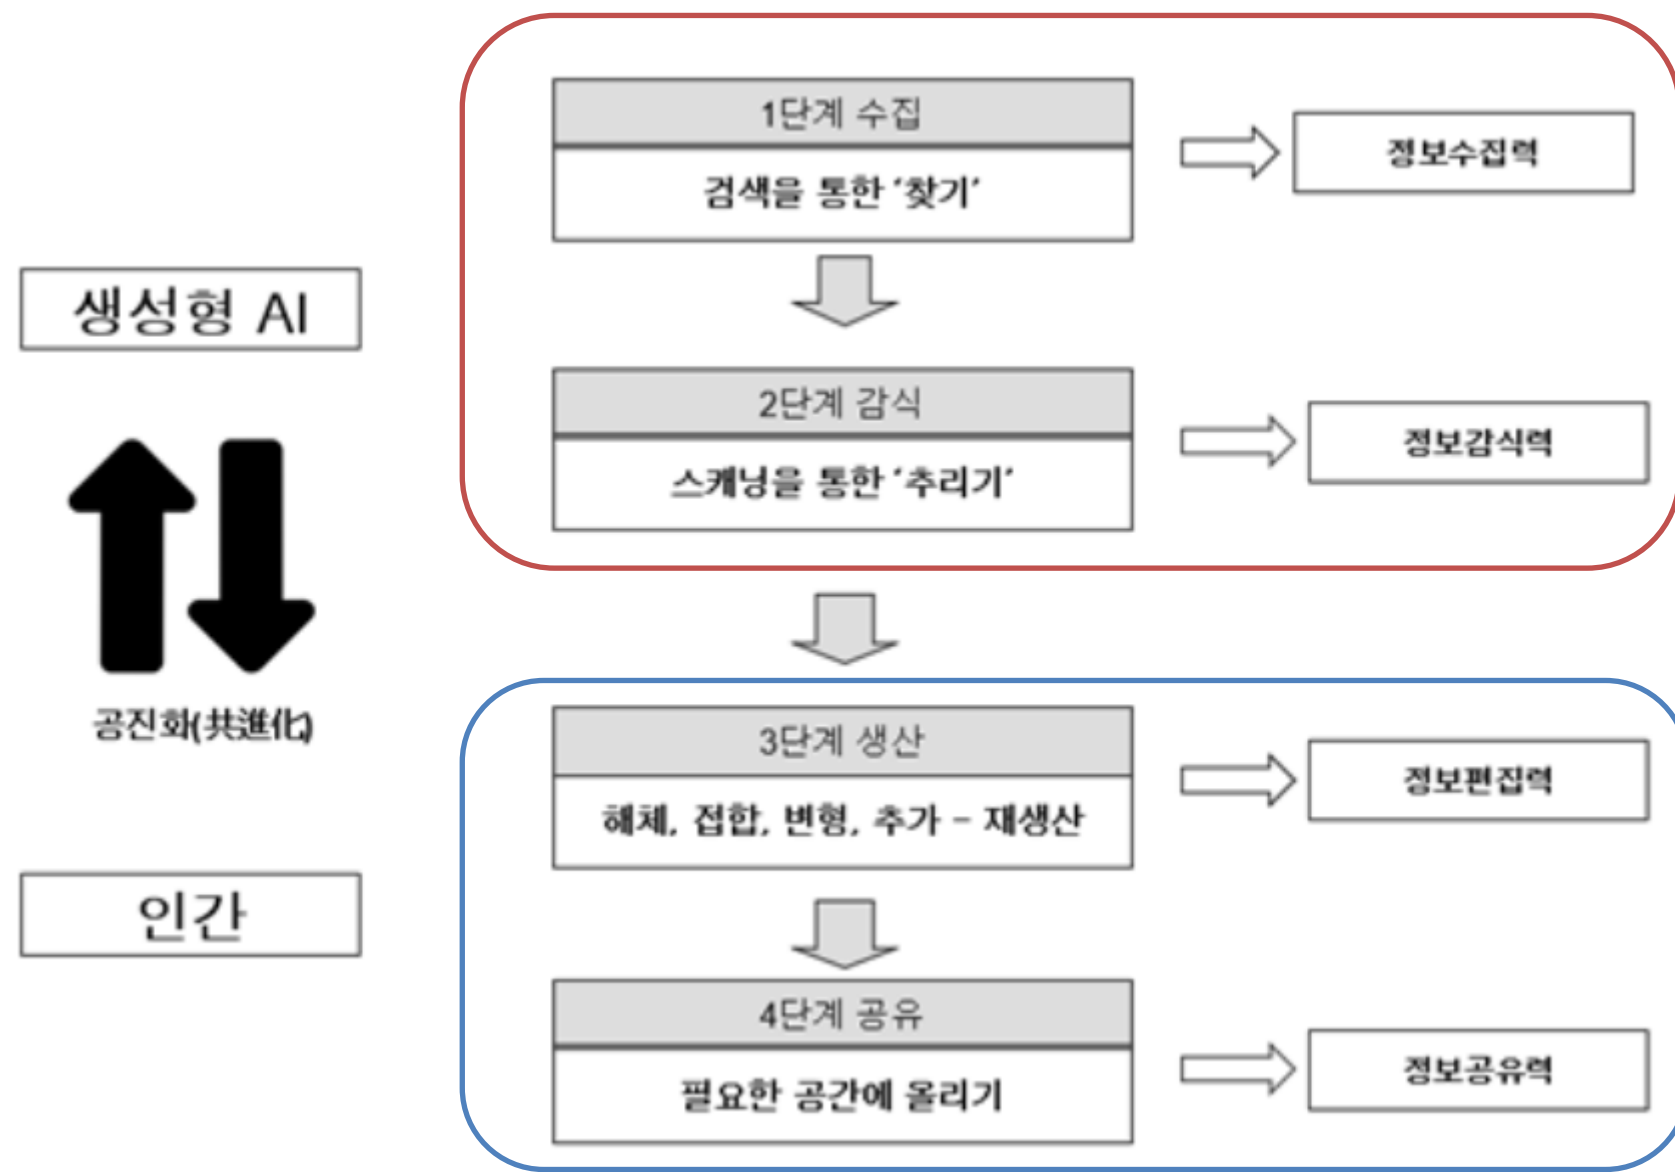 1단계 수집
검색을 통한 ‘찾기’
정보수집력
생성형 AI
2단계 감식
스캐닝을 통한 ‘추리기’
정보감식력
공진화(共進化)
3단계 생산
해체, 접합, 변형, 추가 - 재생산
정보편집력
인간
4단계 공유
필요한 공간에 올리기
정보공유력